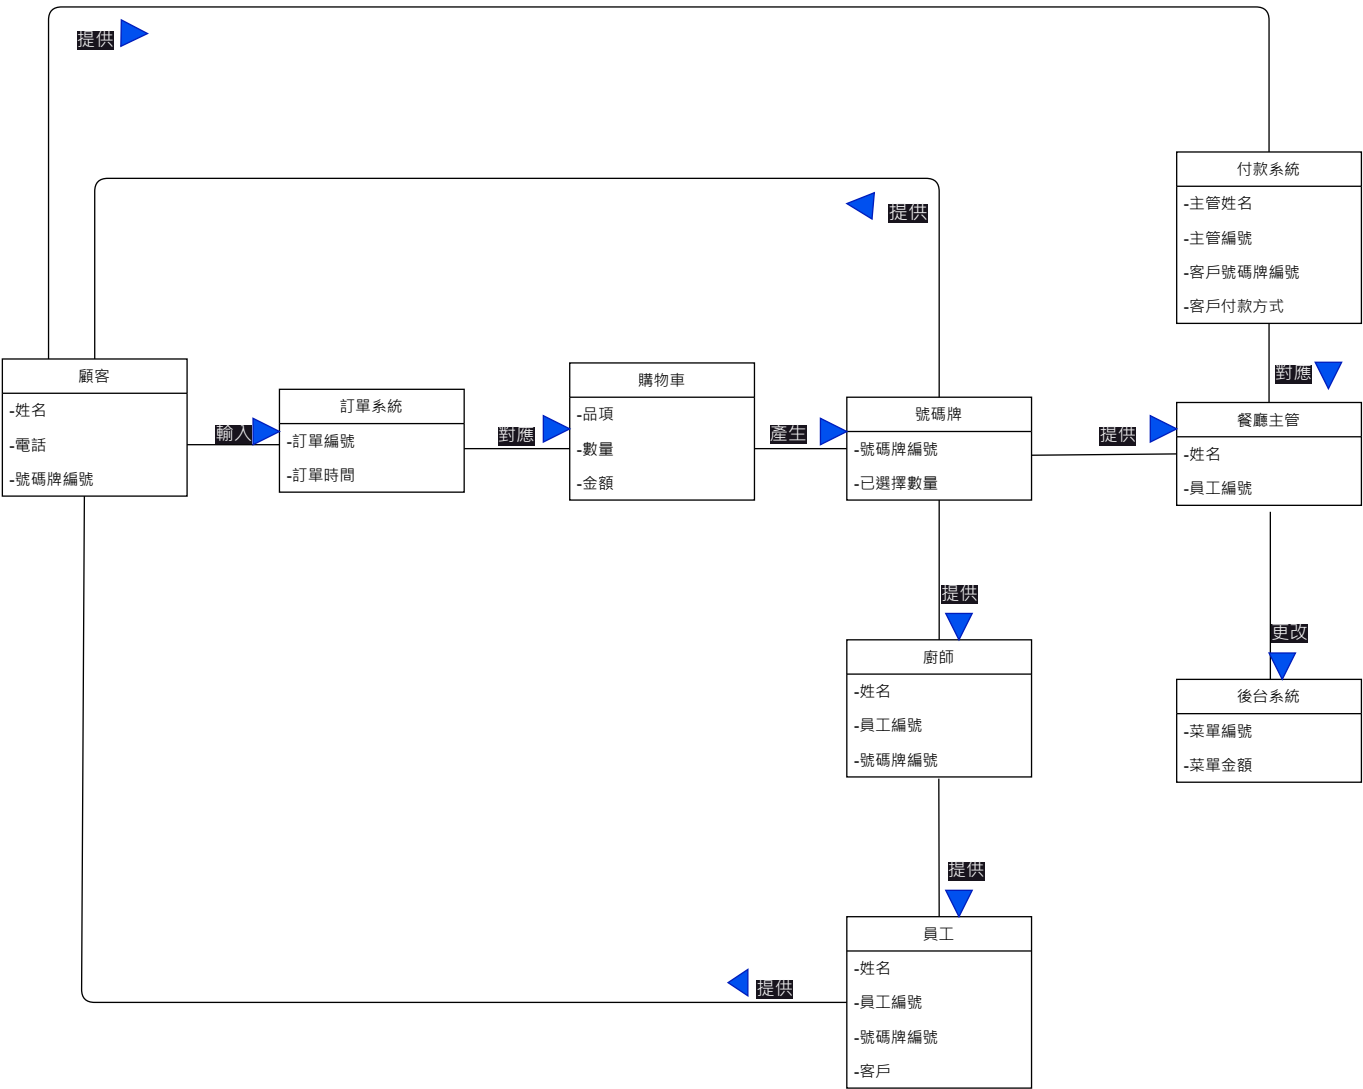 提供
付款系統
-主管姓名
-主管編號
-客戶號碼牌編號
-客戶付款方式
提供
對應
顧客
-姓名
-電話
-號碼牌編號
輸入
訂單系統
-訂單編號
-訂單時間
對應
購物車
-品項
-數量
-金額
產生
號碼牌
-號碼牌編號
-已選擇數量
提供
餐廳主管
-姓名
-員工編號
提供
更改
廚師
-姓名
-員工編號
-號碼牌編號
後台系統
-菜單編號
-菜單金額
提供
員工
-姓名
-員工編號
-號碼牌編號
-客戶
提供